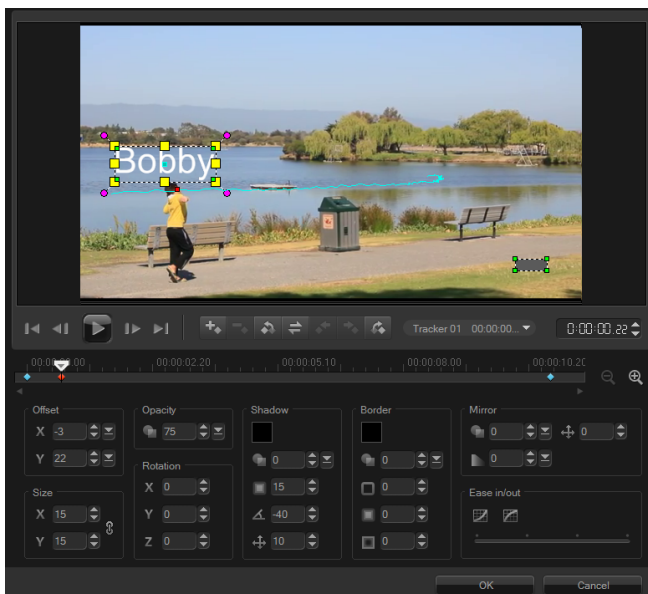 Bobby
Tracker 01 00:00:00... 0:00:00.22
00:00:02.20 00:00:05.10 00:00:08.00 00:00:10.20
Offset Opacity Shadow Border Mirror
X -3 75 0 0
Y 22 0 0 0
Rotation
X 0 15 0
Size Ease in/out
X 15 Y 0 -40 0
Y 15 Z 0 10 0
OK Cancel